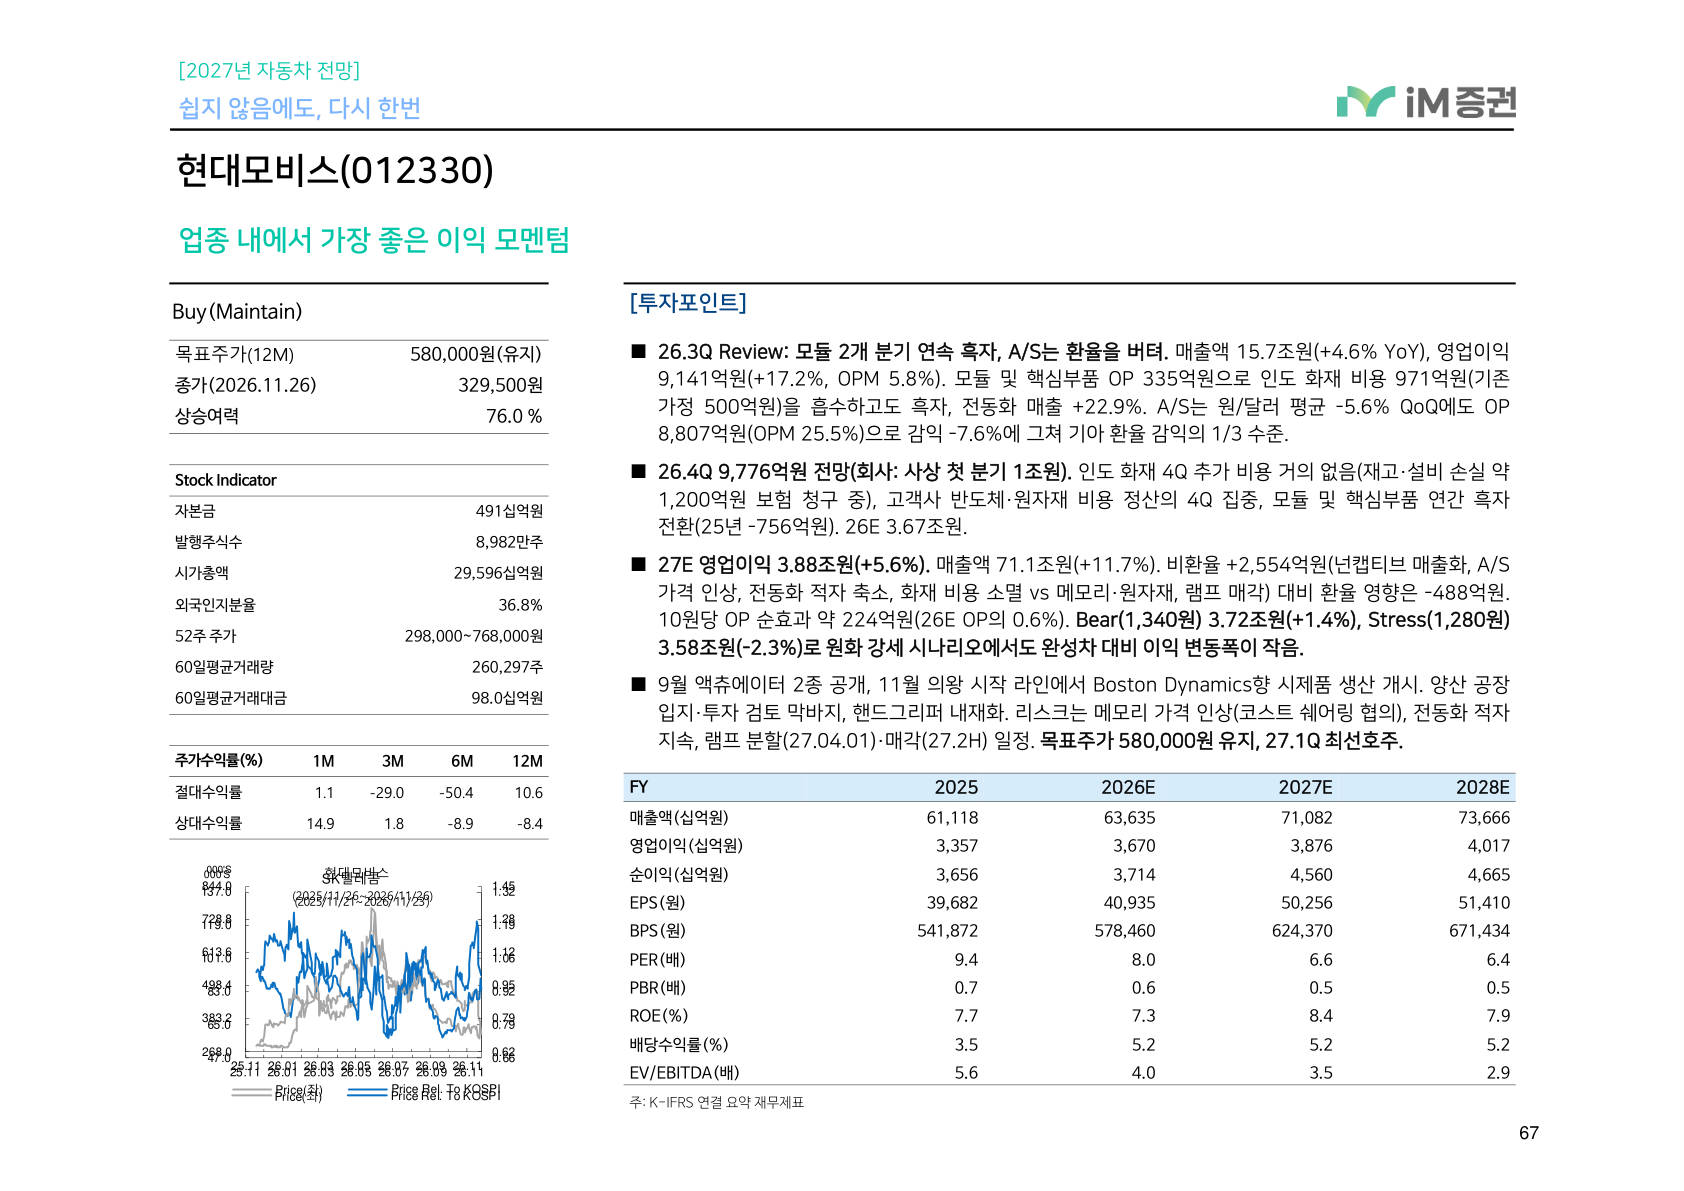 [2027년 자동차 전망]
쉽지 않음에도, 다시 한번
iM증권
현대모비스(012330)
업종 내에서 가장 좋은 이익 모멘텀
Buy(Maintain)
목표주가(12M) 580,000원(유지)
종가(2026.11.26) 329,500원
상승여력 76.0 %
Stock Indicator
자본금 491십억원
발행주식수 8,982만주
시가총액 29,596십억원
외국인지분율 36.8%
52주 주가 298,000~768,000원
60일평균거래량 260,297주
60일평균거래대금 98.0십억원
주가수익률(%) 1M 3M 6M 12M
절대수익률 1.1 -29.0 -50.4 10.6
상대수익률 14.9 1.8 -8.9 -8.4
000'S
현대모비스
(2025/11/26~2026/11/26)
25.11 26.01 26.03 26.05 26.07 26.09 26.11
Price(좌) Price Rel. To KOSPI
[투자포인트]
■ 26.3Q Review: 모듈 2개 분기 연속 흑자, A/S는 환율을 버텨. 매출액 15.7조원(+4.6% YoY), 영업이익
9,141억원(+17.2%, OPM 5.8%). 모듈 및 핵심부품 OP 335억원으로 인도 화재 비용 971억원(기존
가정 500억원)을 흡수하고도 흑자, 전동화 매출 +22.9%. A/S는 원/달러 평균 -5.6% QoQ에도 OP
8,807억원(OPM 25.5%)으로 감익 -7.6%에 그쳐 기아 환율 감익의 1/3 수준.
■ 26.4Q 9,776억원 전망(회사: 사상 첫 분기 1조원). 인도 화재 4Q 추가 비용 거의 없음(재고·설비 손실 약
1,200억원 보험 청구 중), 고객사 반도체·원자재 비용 정산의 4Q 집중, 모듈 및 핵심부품 연간 흑자
전환(25년 -756억원). 26E 3.67조원.
■ 27E 영업이익 3.88조원(+5.6%). 매출액 71.1조원(+11.7%). 비환율 +2,554억원(넌캡티브 매출화, A/S
가격 인상, 전동화 적자 축소, 화재 비용 소멸 vs 메모리·원자재, 램프 매각) 대비 환율 영향은 -488억원.
10원당 OP 순효과 약 224억원(26E OP의 0.6%). Bear(1,340원) 3.72조원(+1.4%), Stress(1,280원)
3.58조원(-2.3%)로 원화 강세 시나리오에서도 완성차 대비 이익 변동폭이 작음.
■ 9월 액츄에이터 2종 공개, 11월 의왕 시작 라인에서 Boston Dynamics향 시제품 생산 개시. 양산 공장
입지·투자 검토 막바지, 핸드그리퍼 내재화. 리스크는 메모리 가격 인상(코스트 쉐어링 협의), 전동화 적자
지속, 램프 분할(27.04.01)·매각(27.2H) 일정. 목표주가 580,000원 유지, 27.1Q 최선호주.
FY 2025 2026E 2027E 2028E
매출액(십억원) 61,118 63,635 71,082 73,666
영업이익(십억원) 3,357 3,670 3,876 4,017
순이익(십억원) 3,656 3,714 4,560 4,665
EPS(원) 39,682 40,935 50,256 51,410
BPS(원) 541,872 578,460 624,370 671,434
PER(배) 9.4 8.0 6.6 6.4
PBR(배) 0.7 0.6 0.5 0.5
ROE(%) 7.7 7.3 8.4 7.9
배당수익률(%) 3.5 5.2 5.2 5.2
EV/EBITDA(배) 5.6 4.0 3.5 2.9
주: K-IFRS 연결 요약 재무제표
67